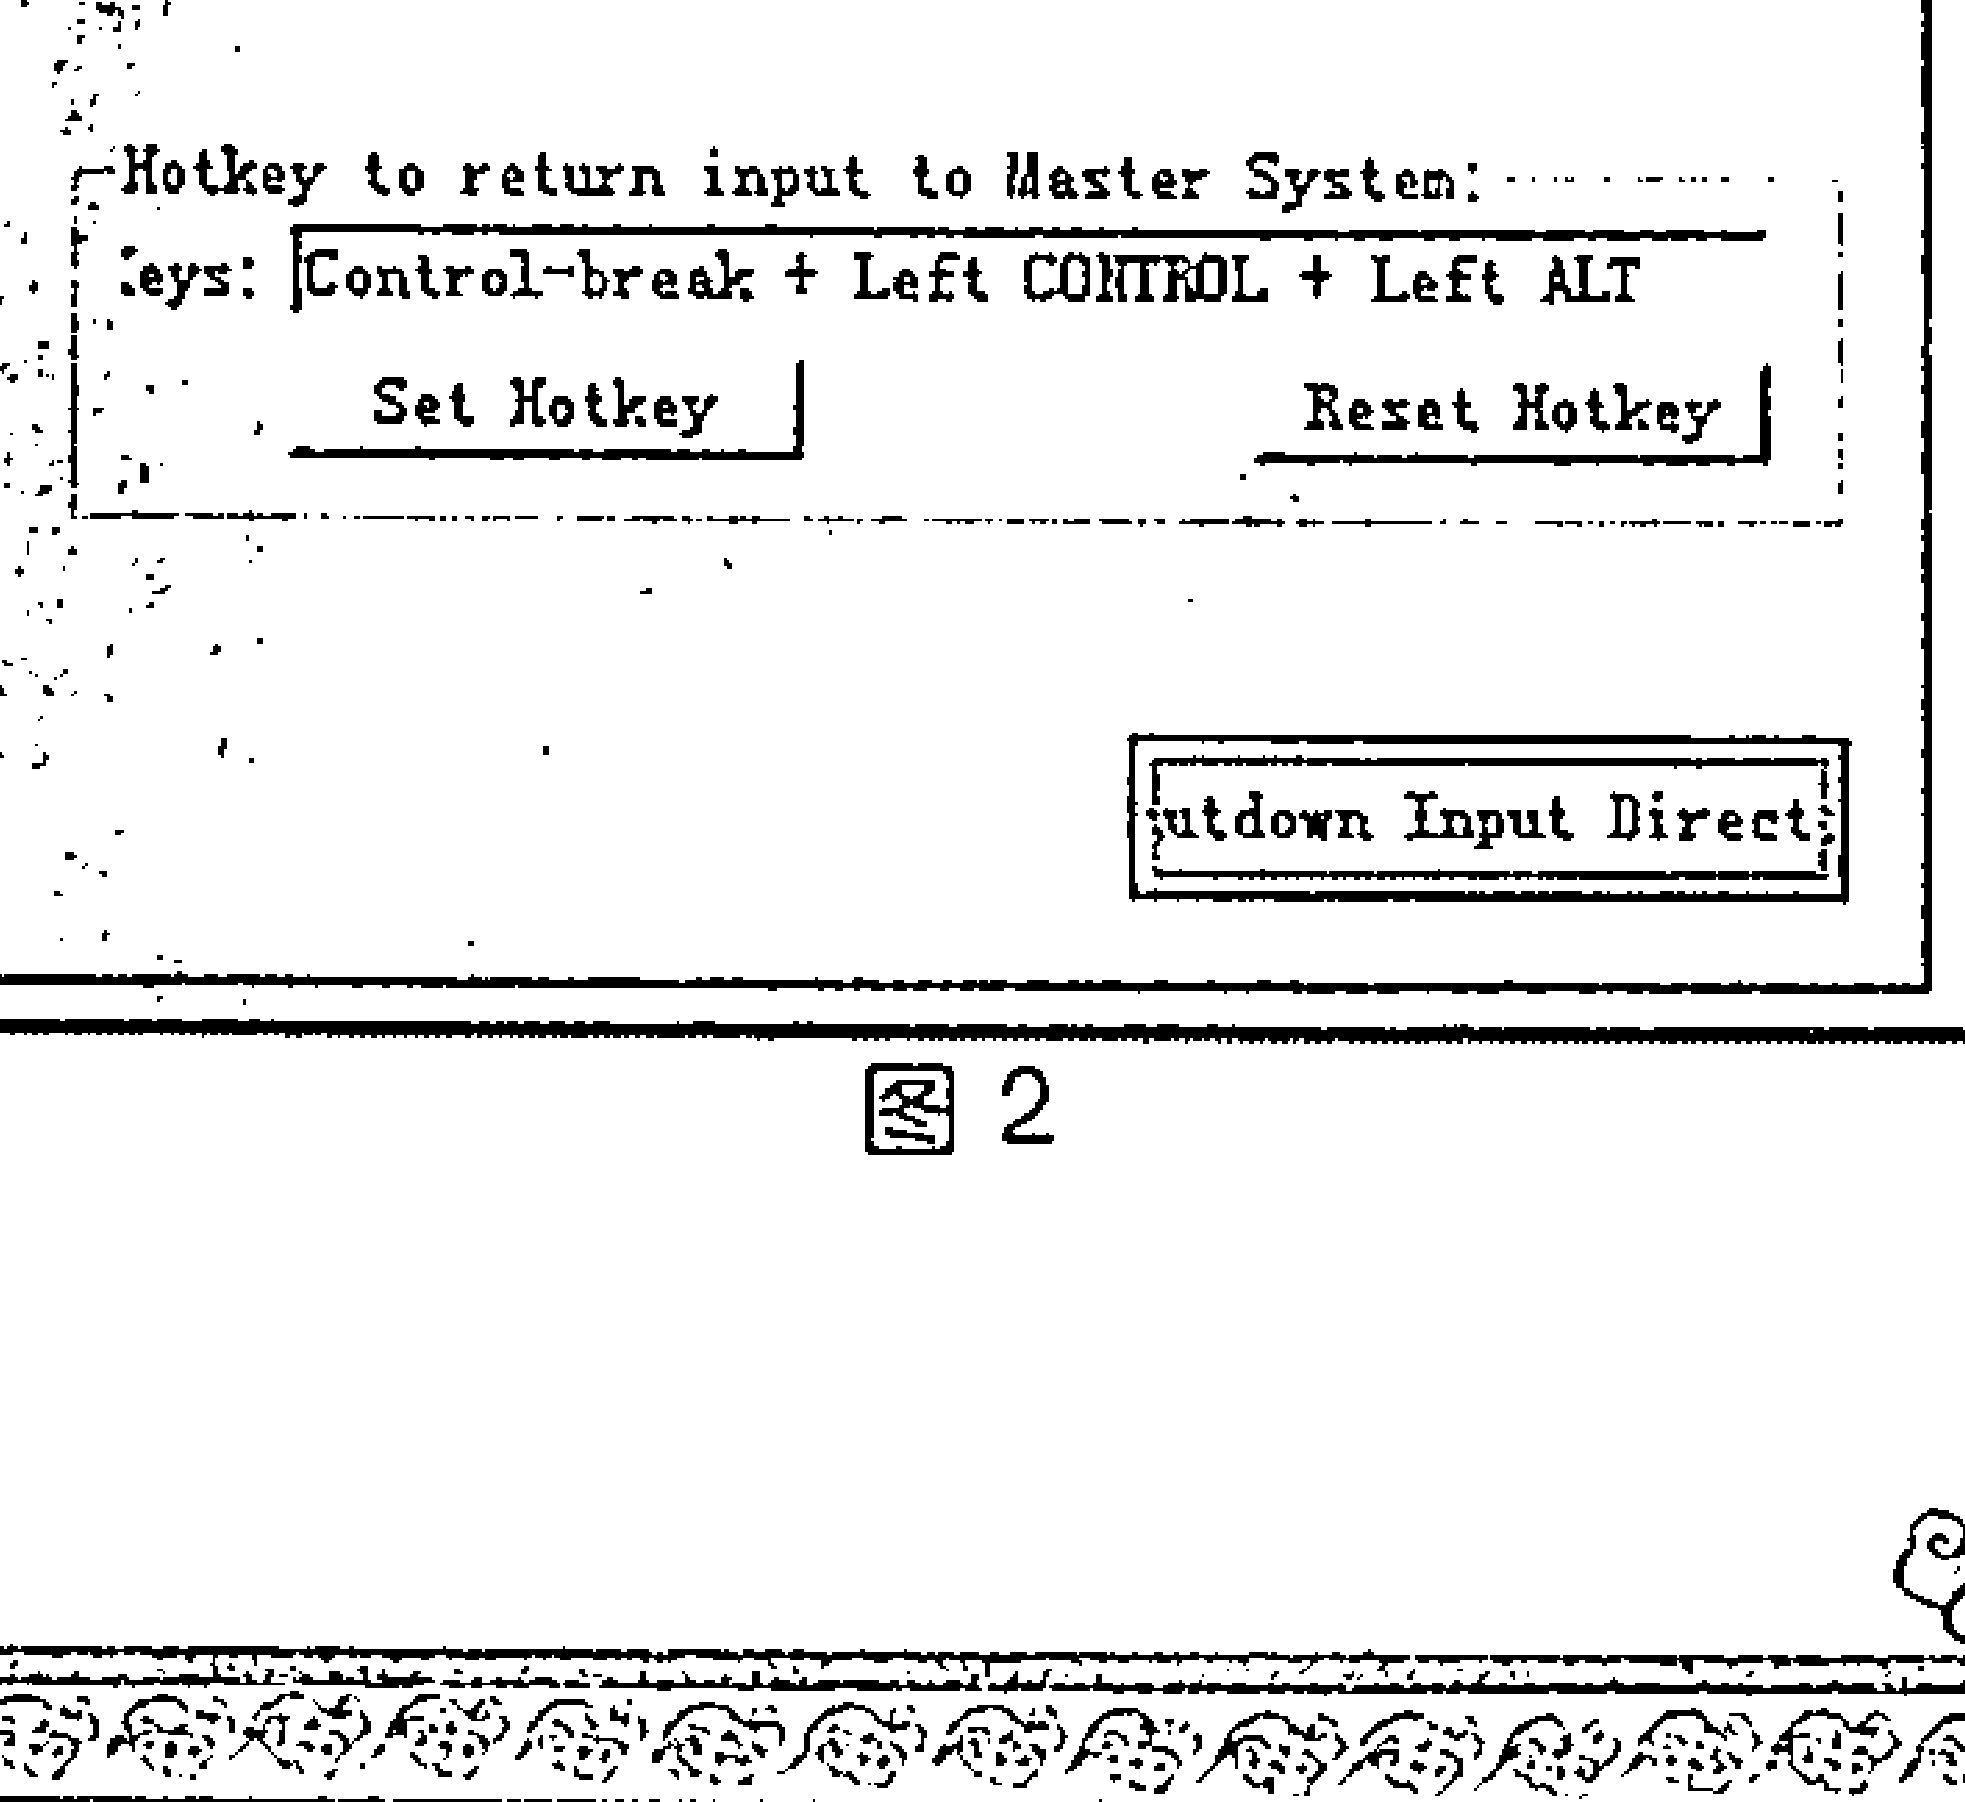 Hotkey to return input to Master System:
eys: Control-break + Left CONTROL + Left ALT
Set Hotkey Reset Hotkey
utdown Input Direct
图 2